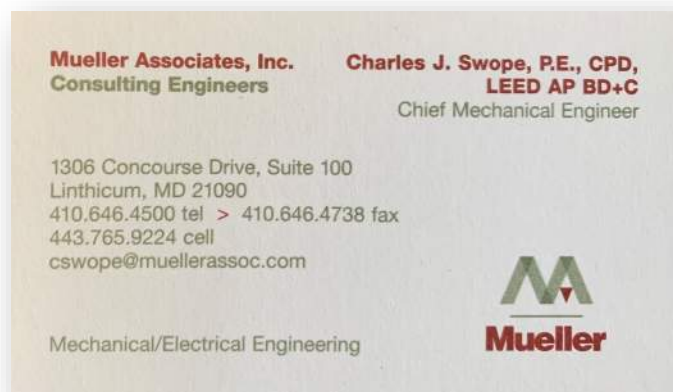 Mueller Associates, Inc.
Consulting Engineers
Charles J. Swope, P.E., CPD,
LEED AP BD+C
Chief Mechanical Engineer
1306 Concourse Drive, Suite 100
Linthicum, MD 21090
410.646.4500 tel > 410.646.4738 fax
443.765.9224 cell
cswope@muellerassoc.com
Mechanical/Electrical Engineering
Mueller